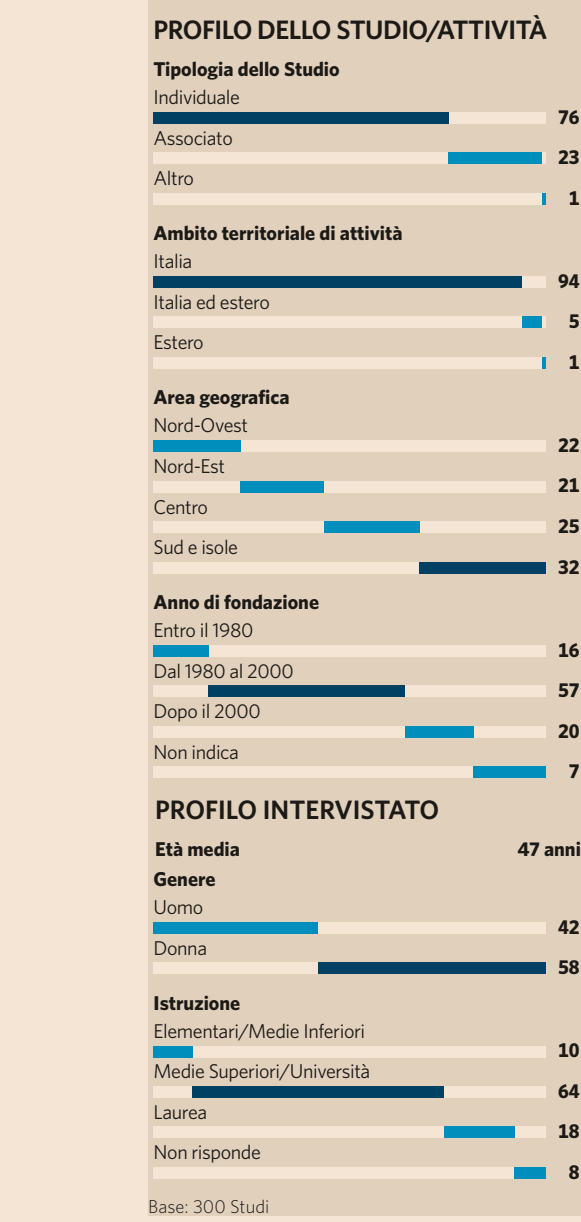 PROFILO DELLO STUDIO/ATTIVITÀ
Tipologia dello Studio
Individuale
76
Associato
23
Altro
1
Ambito territoriale di attività
Italia
94
Italia ed estero
5
Estero
1
Area geografica
Nord-Ovest
22
Nord-Est
21
Centro
25
Sud e isole
32
Anno di fondazione
Entro il 1980
16
Dal 1980 al 2000
57
Dopo il 2000
20
Non indica
7
PROFILO INTERVISTATO
Età media 47 anni
Genere
Uomo
42
Donna
58
Istruzione
Elementari/Medie Inferiori
10
Medie Superiori/Università
64
Laurea
18
Non risponde
8
Base: 300 Studi